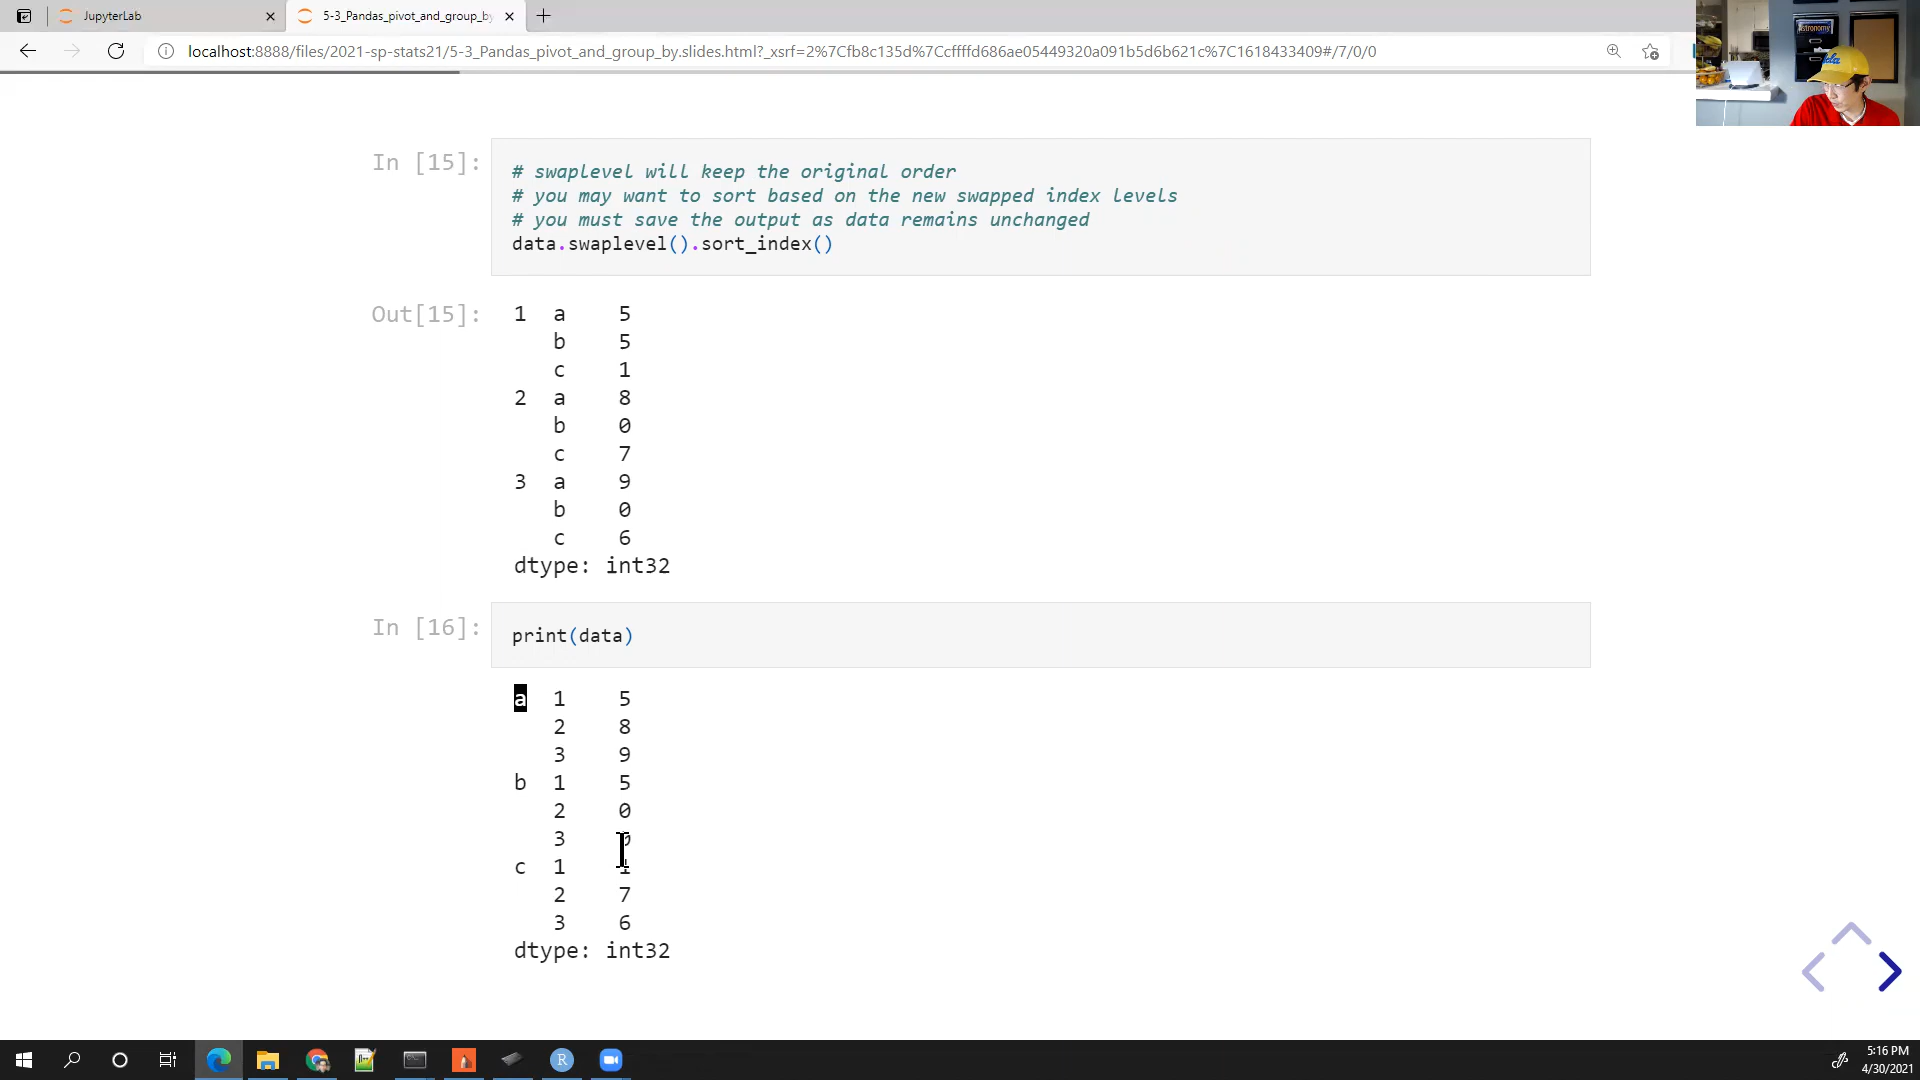 JupyterLab
5-3_Pandas_pivot_and_group_by
localhost:8888/files/2021-sp-stats21/5-3_Pandas_pivot_and_group_by.slides.html?_xsrf=2%7Cfb8c135d%7Ccffffd686ae05449320a091b5d6b621c%7C1618433409#/7/0/0
In [15]:
# swaplevel will keep the original order
# you may want to sort based on the new swapped index levels
# you must save the output as data remains unchanged
data.swaplevel().sort_index()
Out[15]:
1 a 5
b 5
c 1
2 a 8
b 0
c 7
3 a 9
b 0
c 6
dtype: int32
In [16]:
print(data)
a 1 5
2 8
3 9
b 1 5
2 0
3 0
c 1 1
2 7
3 6
dtype: int32
5:16 PM
4/30/2021